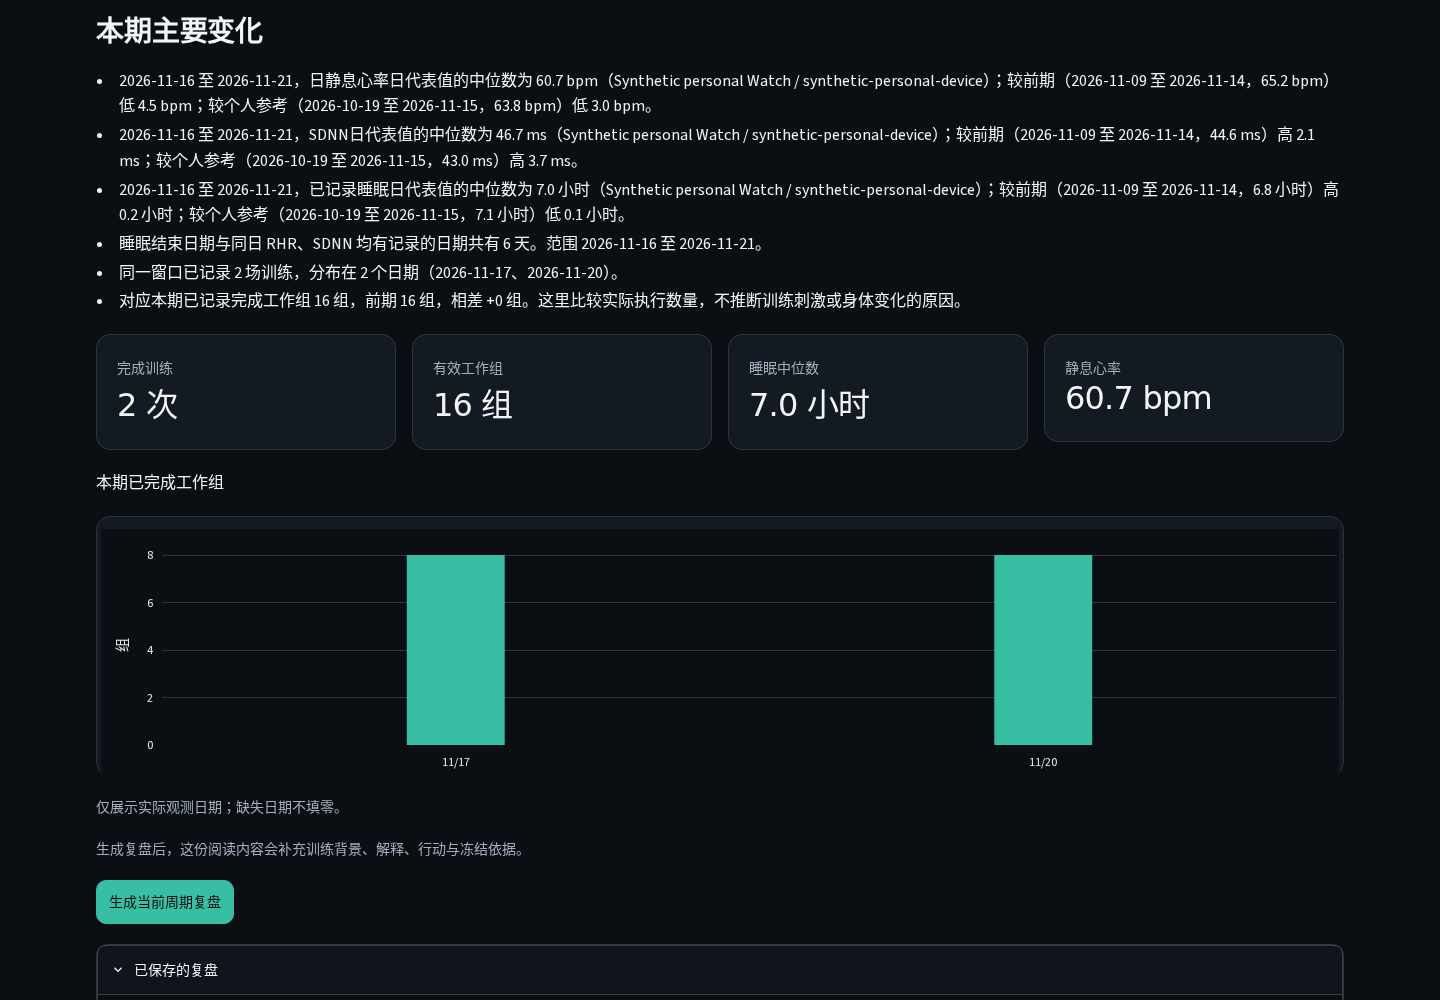 本期主要变化
2026-11-16 至 2026-11-21，日静息心率日代表值的中位数为 60.7 bpm（Synthetic personal Watch / synthetic-personal-device）；较前期（2026-11-09 至 2026-11-14，65.2 bpm）
低 4.5 bpm；较个人参考（2026-10-19 至 2026-11-15，63.8 bpm）低 3.0 bpm。
2026-11-16 至 2026-11-21，SDNN日代表值的中位数为 46.7 ms（Synthetic personal Watch / synthetic-personal-device）；较前期（2026-11-09 至 2026-11-14，44.6 ms）高 2.1
ms；较个人参考（2026-10-19 至 2026-11-15，43.0 ms）高 3.7 ms。
2026-11-16 至 2026-11-21，已记录睡眠日代表值的中位数为 7.0 小时（Synthetic personal Watch / synthetic-personal-device）；较前期（2026-11-09 至 2026-11-14，6.8 小时）高
0.2 小时；较个人参考（2026-10-19 至 2026-11-15，7.1 小时）低 0.1 小时。
睡眠结束日期与同日 RHR、SDNN 均有记录的日期共有 6 天。范围 2026-11-16 至 2026-11-21。
同一窗口已记录 2 场训练，分布在 2 个日期（2026-11-17、2026-11-20）。
对应本期已记录完成工作组 16 组，前期 16 组，相差 +0 组。这里比较实际执行数量，不推断训练刺激或身体变化的原因。
完成训练
2 次
有效工作组
16 组
睡眠中位数
7.0 小时
静息心率
60.7 bpm
本期已完成工作组
8
6
4
2
0
组
11/17
11/20
仅展示实际观测日期；缺失日期不填零。
生成复盘后，这份阅读内容会补充训练背景、解释、行动与冻结依据。
生成当前周期复盘
已保存的复盘